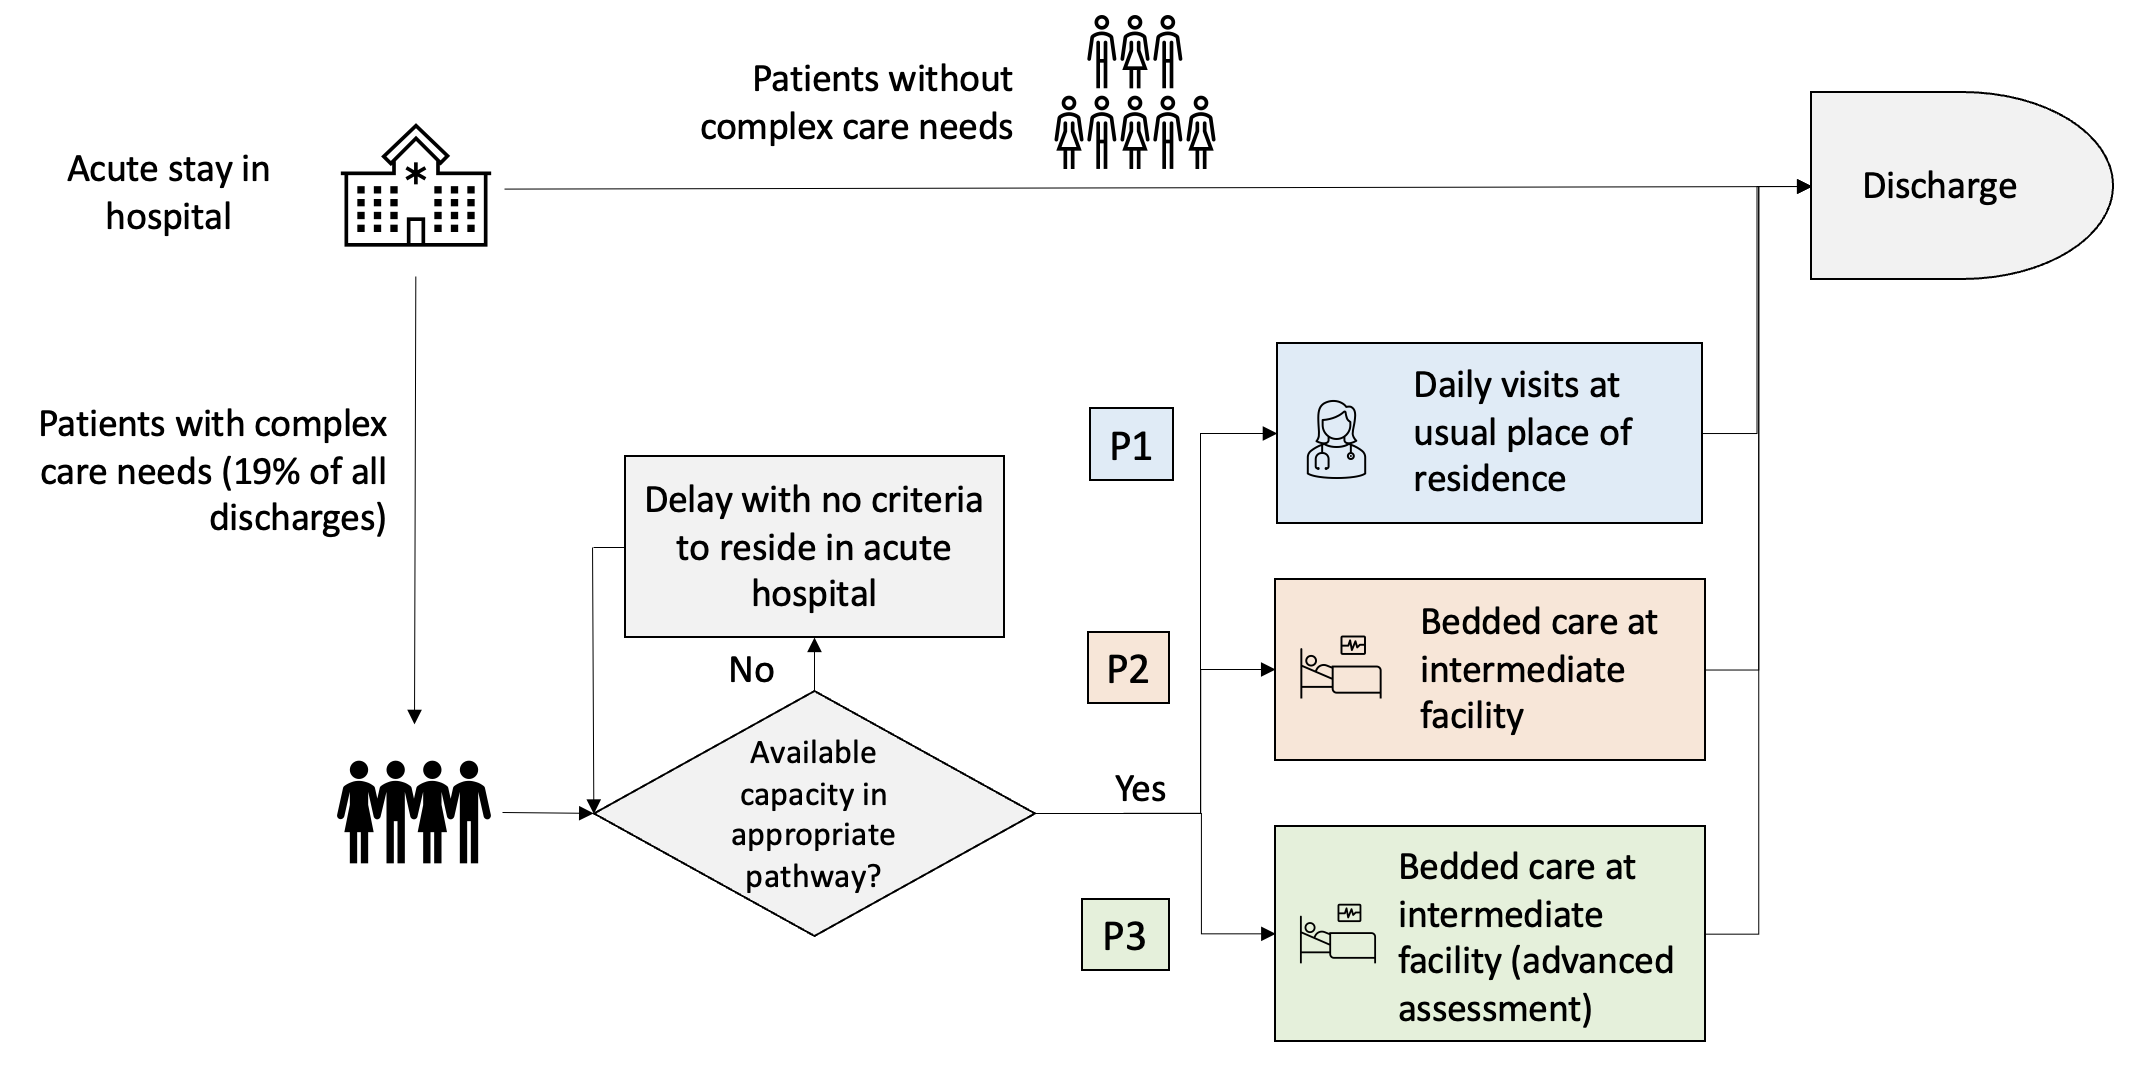 Patients without
complex care needs
Acute stay in
hospital
Discharge
Patients with complex
care needs (19% of all
discharges)
Delay with no criteria
to reside in acute
hospital
No
Available
capacity in
appropriate
pathway?
Yes
P1
Daily visits at
usual place of
residence
P2
Bedded care at
intermediate
facility
P3
Bedded care at
intermediate
facility (advanced
assessment)